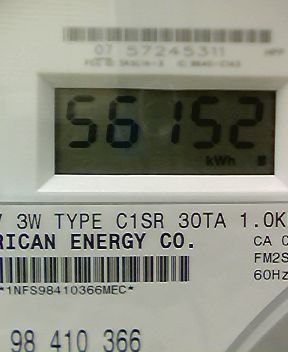 07 57245311
56152
kWh
3W TYPE C1SR 30TA 1.0K
RICAN ENERGY CO.
CA
FM2S
60Hz
*1NFS98410366MEC*
98 410 366